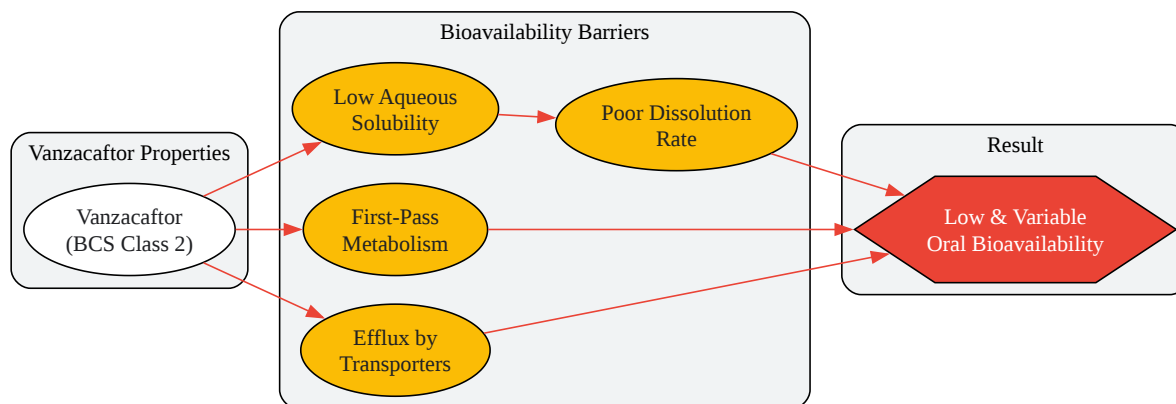 Bioavailability Barriers
Vanzacaftor Properties
Vanzacaftor
(BCS Class 2)
Low Aqueous
Solubility
Poor Dissolution
Rate
First-Pass
Metabolism
Efflux by
Transporters
Result
Low & Variable
Oral Bioavailability